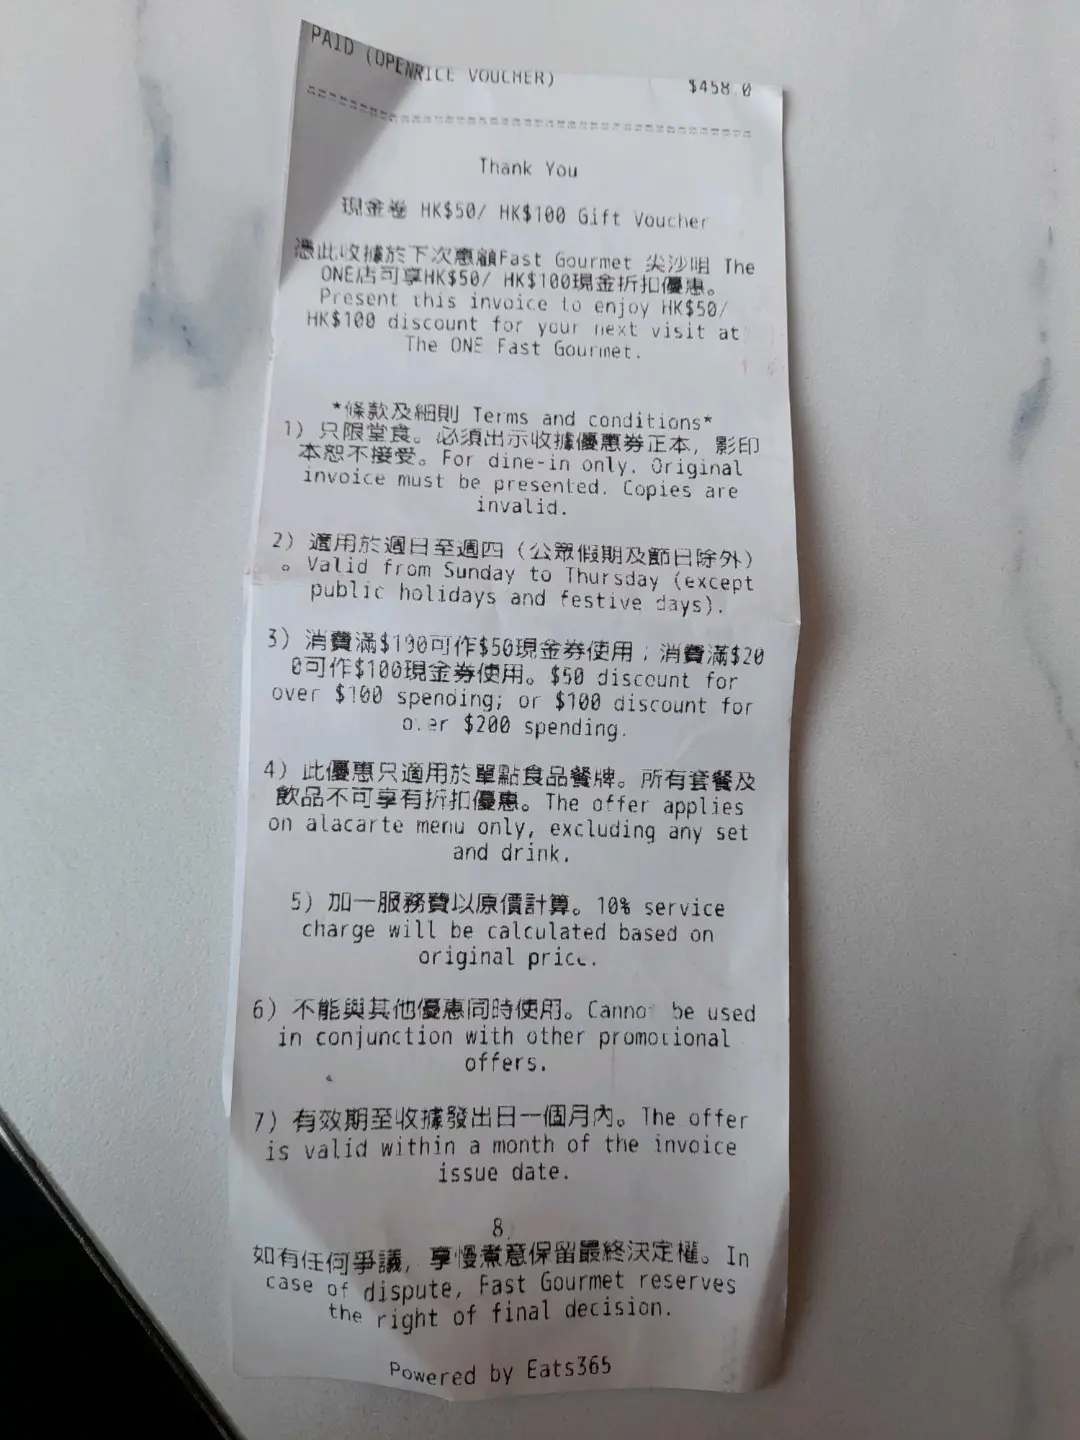 PAID (OPENRICE VOUCHER) $458.0
Thank You
現金卷 HK$50/ HK$100 Gift Voucher
憑此收據於下次惠顧Fast Gourmet 尖沙咀 The
ONE店可享HK$50/ HK$100現金折扣優惠。
Present this invoice to enjoy HK$50/
HK$100 discount for your next visit at
The ONE Fast Gourmet.
*條款及細則 Terms and conditions*
1) 只限堂食。必須出示收據優惠券正本, 影印
本恕不接受。For dine-in only. Original
invoice must be presented. Copies are
invalid.
2) 適用於週日至週四（公眾假期及節日除外）
。Valid from Sunday to Thursday (except
public holidays and festive days).
3) 消費滿$100可作$50現金券使用；消費滿$20
0可作$100現金券使用。$50 discount for
over $100 spending; or $100 discount for
over $200 spending.
4) 此優惠只適用於單點食品餐牌。所有套餐及
飲品不可享有折扣優惠。The offer applies
on alacarte menu only, excluding any set
and drink.
5) 加一服務費以原價計算。10% service
charge will be calculated based on
original price.
6) 不能與其他優惠同時使用。Cannot be used
in conjunction with other promotional
offers.
7) 有效期至收據發出日一個月內。The offer
is valid within a month of the invoice
issue date.
8)
如有任何爭議, 享慢煮意保留最終決定權。In
case of dispute, Fast Gourmet reserves
the right of final decision.
Powered by Eats365